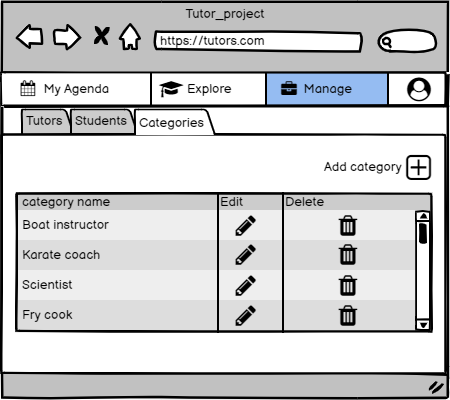 Tutor_project
https://tutors.com
My Agenda
Explore
Manage
Tutors
Students
Categories
Add category
category name
Edit
Delete
Boat instructor
Karate coach
Scientist
Fry cook